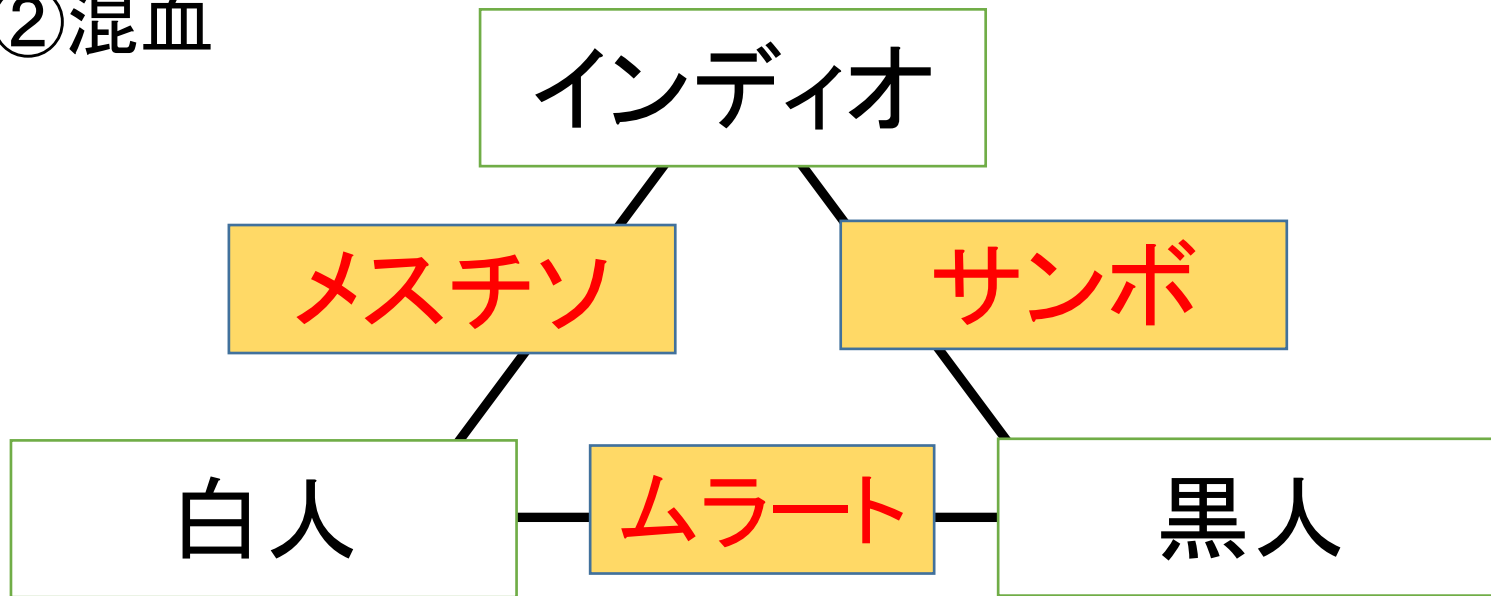 ②混血
インディオ
メスチソ
サンボ
白人
ムラート
黒人